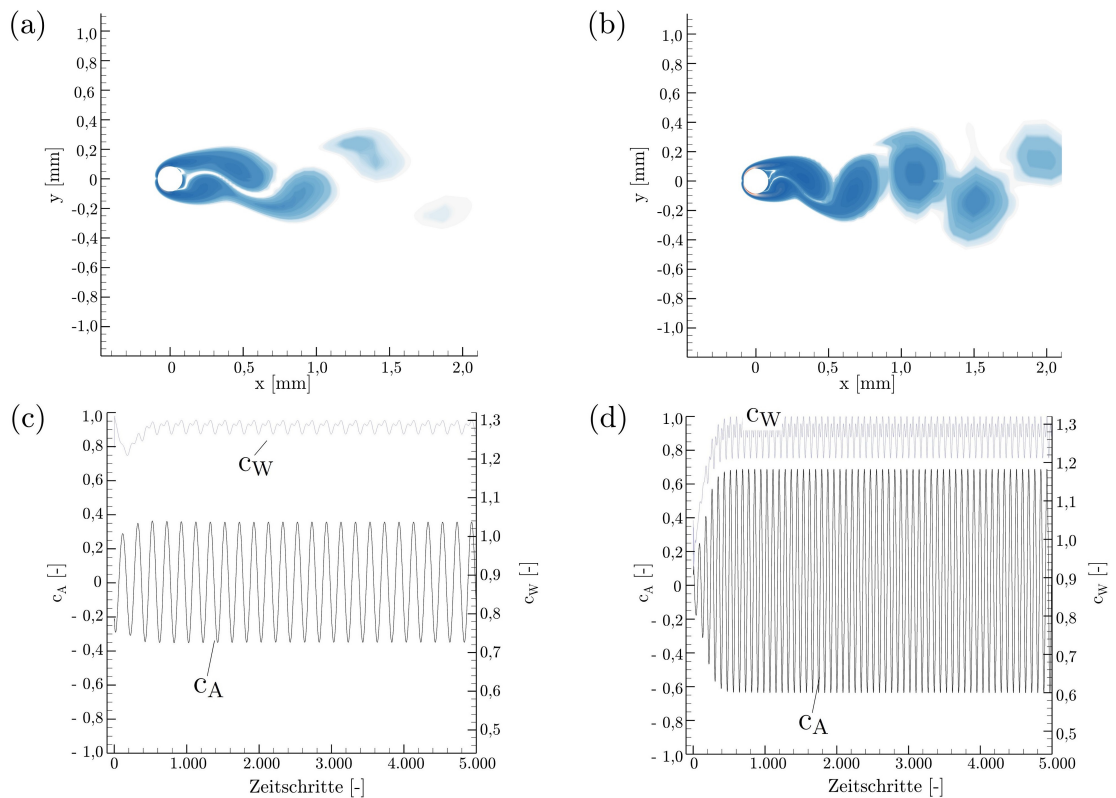 (a)
y [mm]
1,0
0,8
0,6
0,4
0,2
0
-0,2
-0,4
-0,6
-0,8
-1,0
0 0,5 1,0 1,5 2,0
x [mm]
(b)
y [mm]
1,0
0,8
0,6
0,4
0,2
0
-0,2
-0,4
-0,6
-0,8
-1,0
0 0,5 1,0 1,5 2,0
x [mm]
(c)
cA [-]
1,0
0,8
0,6
0,4
0,2
0
- 0,2
- 0,4
- 0,6
- 0,8
- 1,0
cW
cA
1,3
1,2
1,1
1,0
0,9
0,8
0,7
0,6
0,5
cW [-]
0 1.000 2.000 3.000 4.000 5.000
Zeitschritte [-]
(d)
cA [-]
1,0
0,8
0,6
0,4
0,2
0
- 0,2
- 0,4
- 0,6
- 0,8
- 1,0
cW
cA
1,3
1,2
1,1
1,0
0,9
0,8
0,7
0,6
0,5
cW [-]
0 1.000 2.000 3.000 4.000 5.000
Zeitschritte [-]